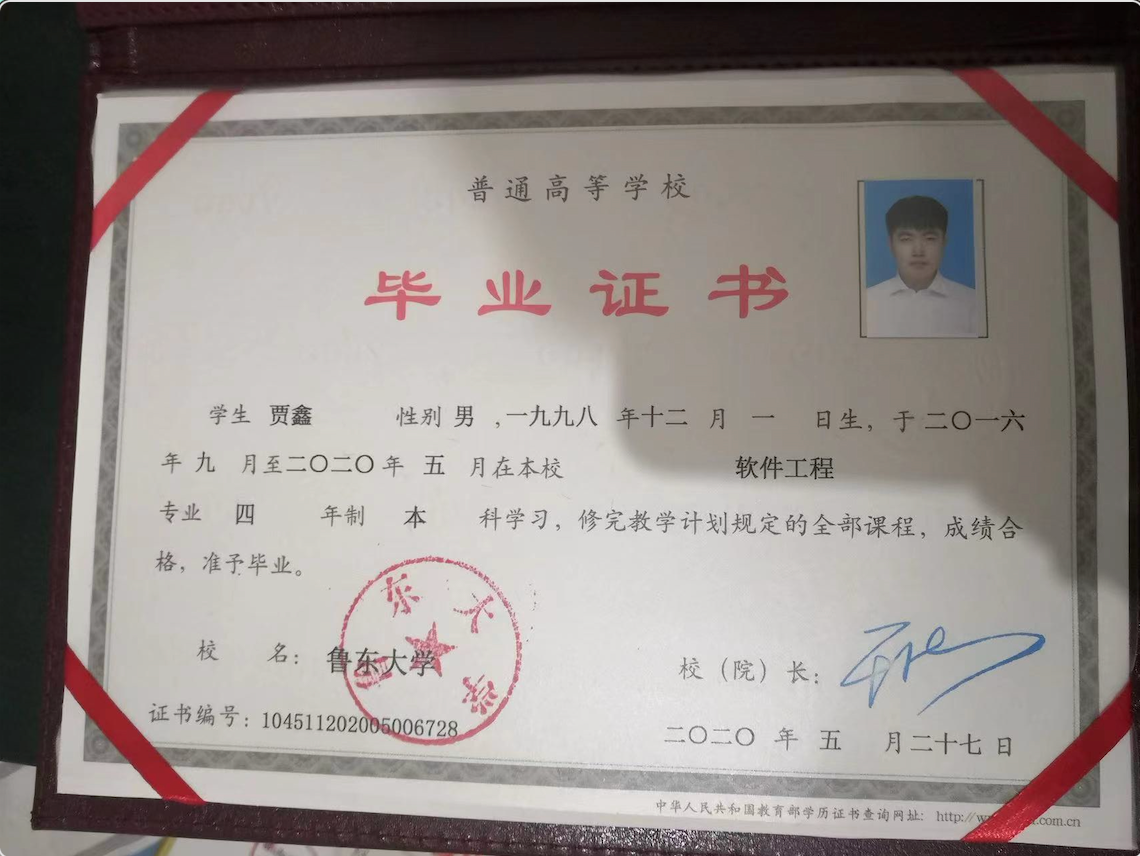 普通高等学校
毕业证书
学生 贾鑫 性别 男 ,一九九八 年十二 月 一 日生，于二〇一六
年 九 月至二〇二〇年 五 月在本校 软件工程
专业 四 年制 本 科学习，修完教学计划规定的全部课程，成绩合
格，准予毕业。
校 名： 鲁东大学
校（院）长：
证书编号：104511202005006728
二〇二〇 年 五 月二十七日
中华人民共和国教育部学历证书查询网址： http://w .com.cn
鲁东大学